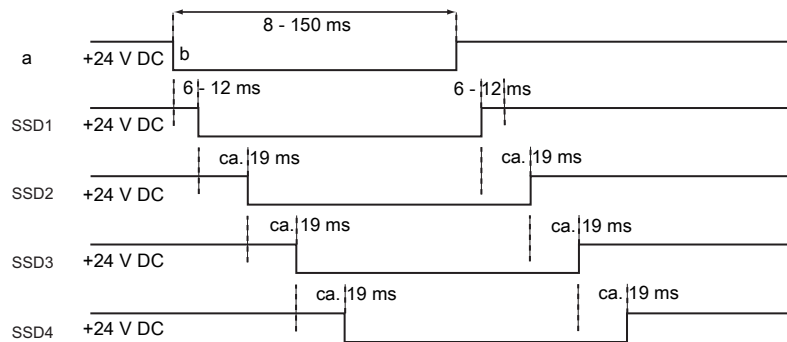 8 - 150 ms
a +24 V DC b
6 - 12 ms 6 - 12 ms
SSD1 +24 V DC
ca. 19 ms ca. 19 ms
SSD2 +24 V DC
ca. 19 ms ca. 19 ms
SSD3 +24 V DC
ca. 19 ms ca. 19 ms
SSD4 +24 V DC